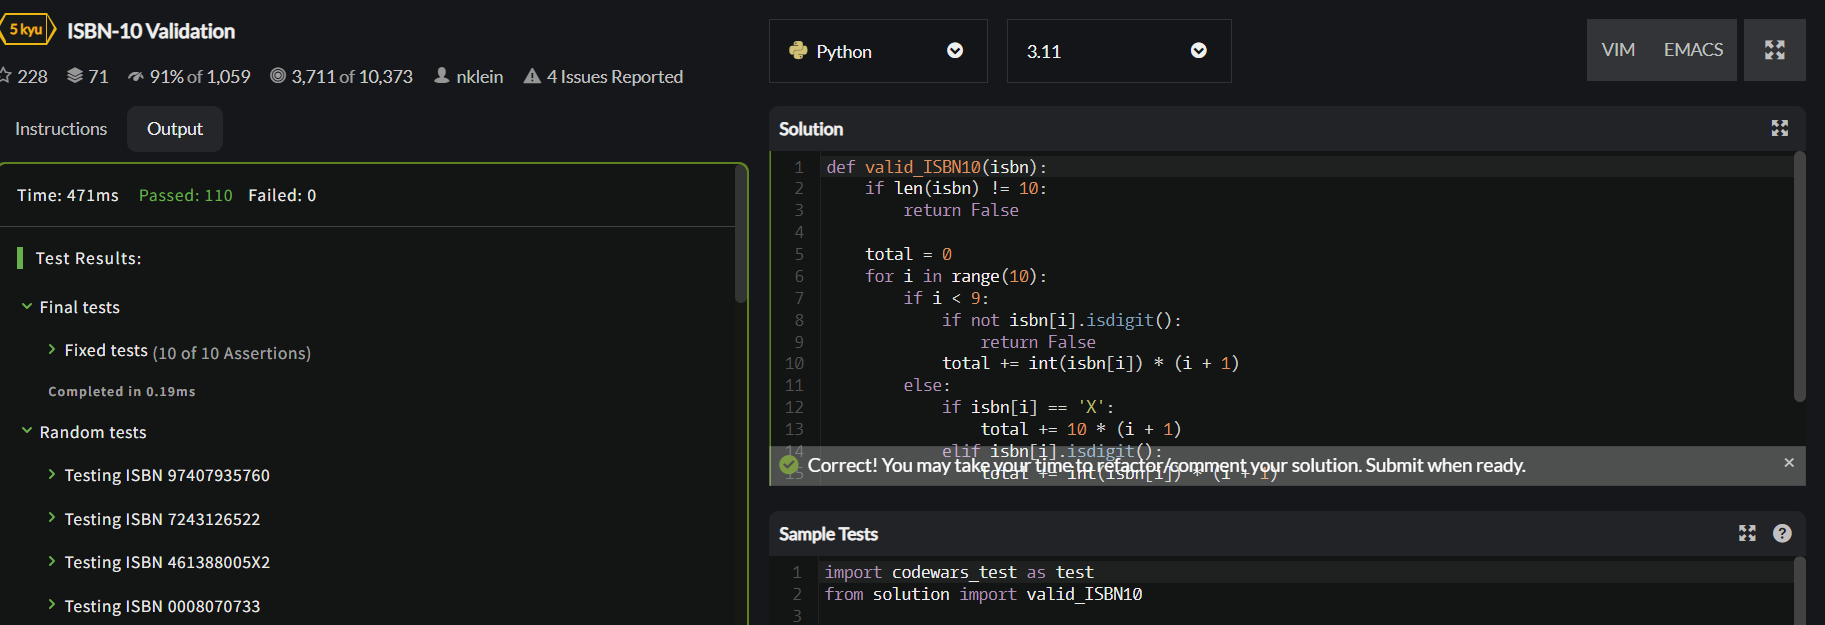 5 kyu ISBN-10 Validation
228 71 91% of 1,059 3,711 of 10,373 nklein 4 Issues Reported
Instructions Output
Time: 471ms Passed: 110 Failed: 0
Test Results:
Final tests
Fixed tests (10 of 10 Assertions)
Completed in 0.19ms
Random tests
Testing ISBN 97407935760
Testing ISBN 7243126522
Testing ISBN 461388005X2
Testing ISBN 0008070733
Python 3.11 VIM EMACS
Solution
1 def valid_ISBN10(isbn):
2 if len(isbn) != 10:
3 return False
4
5 total = 0
6 for i in range(10):
7 if i < 9:
8 if not isbn[i].isdigit():
9 return False
10 total += int(isbn[i]) * (i + 1)
11 else:
12 if isbn[i] == 'X':
13 total += 10 * (i + 1)
14 elif isbn[i].isdigit():
Correct! You may take your time to refactor/comment your solution. Submit when ready.
15 total += int(isbn[i]) * (i + 1)
Sample Tests
1 import codewars_test as test
2 from solution import valid_ISBN10
3